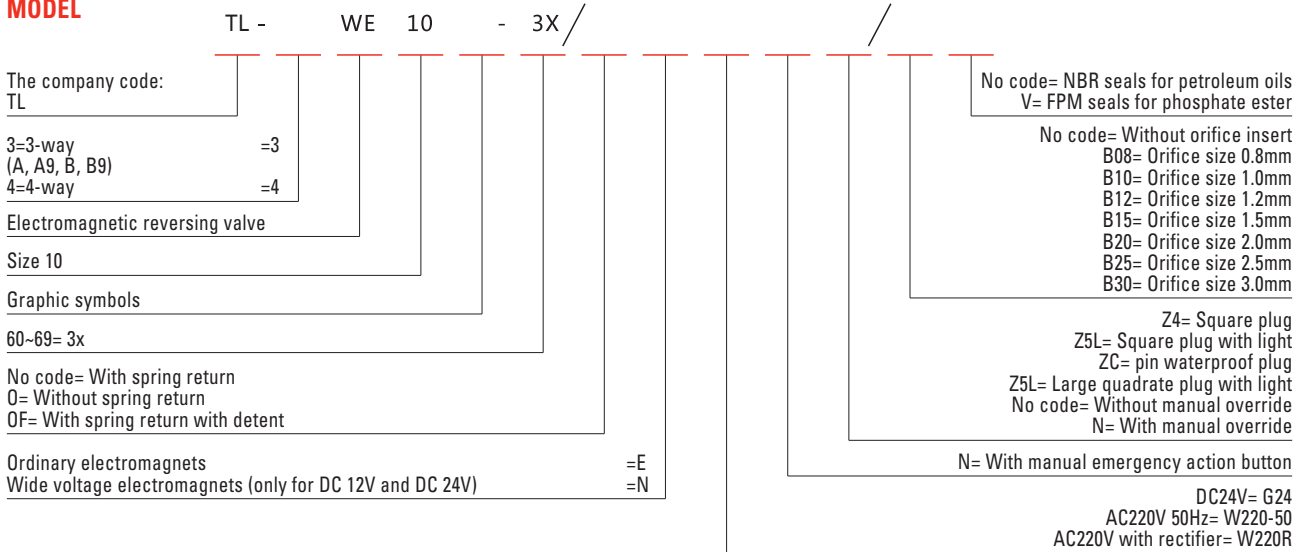 MODEL
TL - WE 10 - 3X/ /
The company code:
TL
3=3-way =3
(A, A9, B, B9)
4=4-way =4
Electromagnetic reversing valve
Size 10
Graphic symbols
60~69= 3x
No code= With spring return
O= Without spring return
OF= With spring return with detent
Ordinary electromagnets =E
Wide voltage electromagnets (only for DC 12V and DC 24V) =N
No code= NBR seals for petroleum oils
V= FPM seals for phosphate ester
No code= Without orifice insert
B08= Orifice size 0.8mm
B10= Orifice size 1.0mm
B12= Orifice size 1.2mm
B15= Orifice size 1.5mm
B20= Orifice size 2.0mm
B25= Orifice size 2.5mm
B30= Orifice size 3.0mm
Z4= Square plug
Z5L= Square plug with light
ZC= pin waterproof plug
Z5L= Large quadrate plug with light
No code= Without manual override
N= With manual override
N= With manual emergency action button
DC24V= G24
AC220V 50Hz= W220-50
AC220V with rectifier= W220R